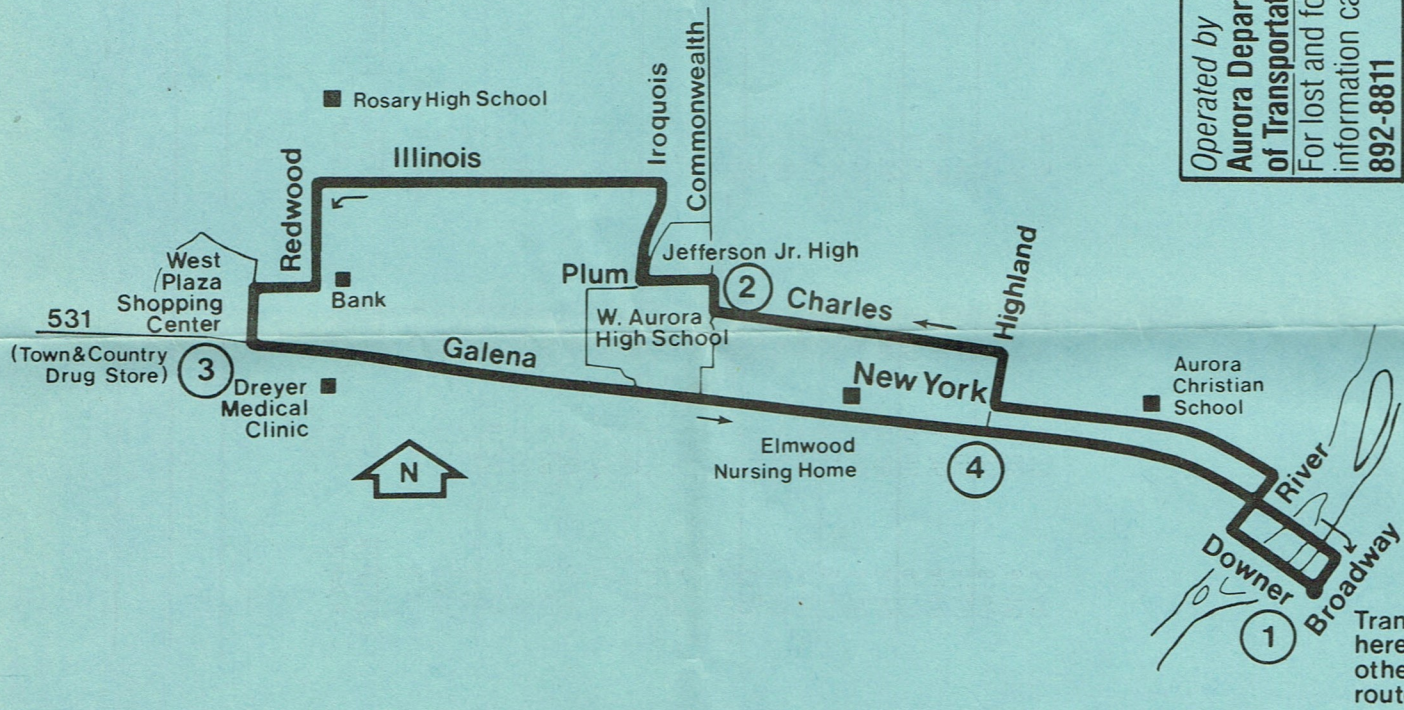 Operated by
Aurora Depar
of Transportat
For lost and fo
information ca
892-8811
Rosary High School
Illinois
Iroquois
Commonwealth
Redwood
West
Plaza
Shopping
Center
Bank
Plum
Jefferson Jr. High
2
Charles
Highland
W. Aurora
High School
531
(Town & Country
Drug Store)
3
Galena
Dreyer
Medical
Clinic
New York
Aurora
Christian
School
Elmwood
Nursing Home
4
N
River
Downer
Broadway
1
Tran
here
othe
rout